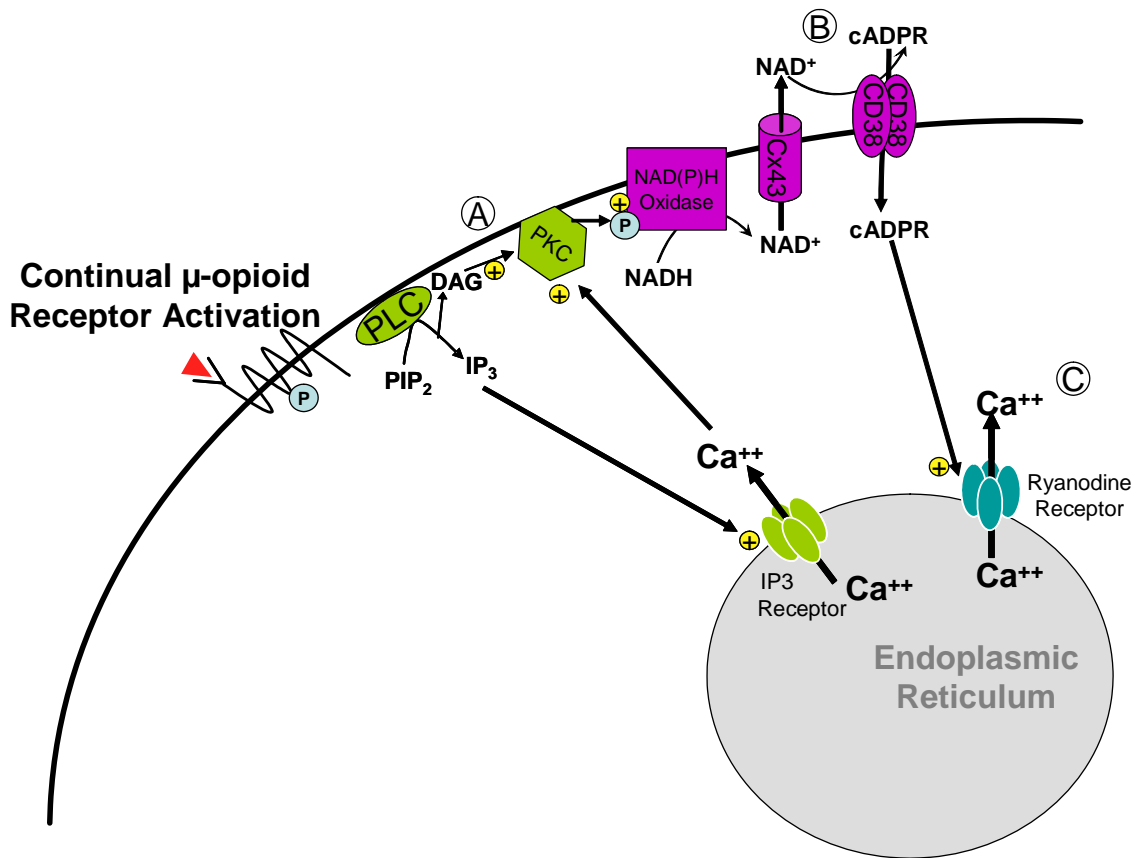 B
cADPR
NAD⁺
CD38
CD38
Cx43
NAD(P)H
Oxidase
A
+
P
PKC
NAD⁺
cADPR
NADH
DAG
+
+
Continual µ-opioid
Receptor Activation
PLC
IP₃
PIP₂
P
C
Ca⁺⁺
Ca⁺⁺
+
Ryanodine
Receptor
+
IP3
Receptor
Ca⁺⁺
Ca⁺⁺
Endoplasmic
Reticulum